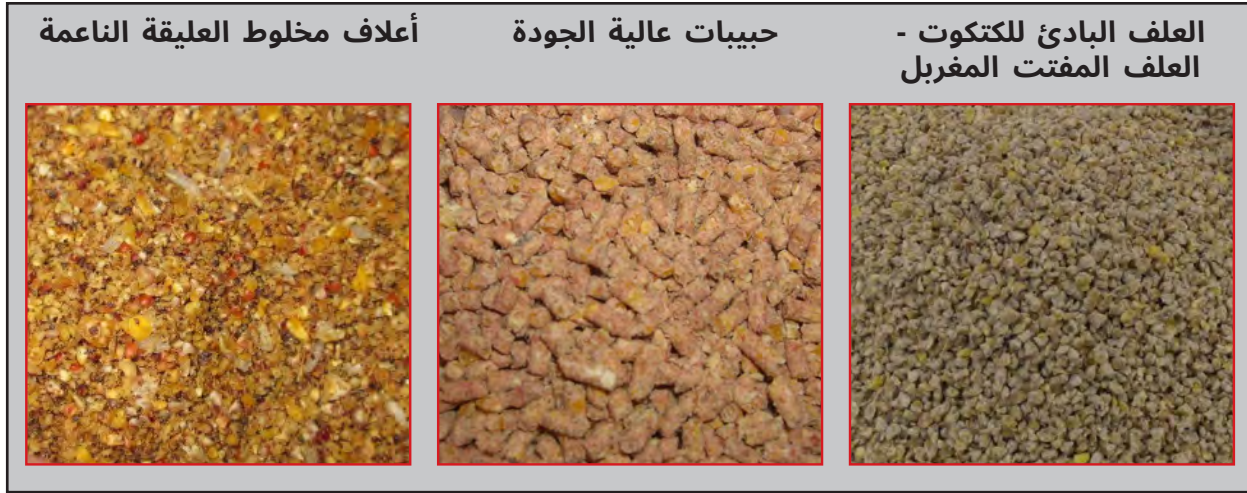 العلف البادئ للكتكوت -
العلف المفتت المغربل
حبيبات عالية الجودة
أعلاف مخلوط العليقة الناعمة